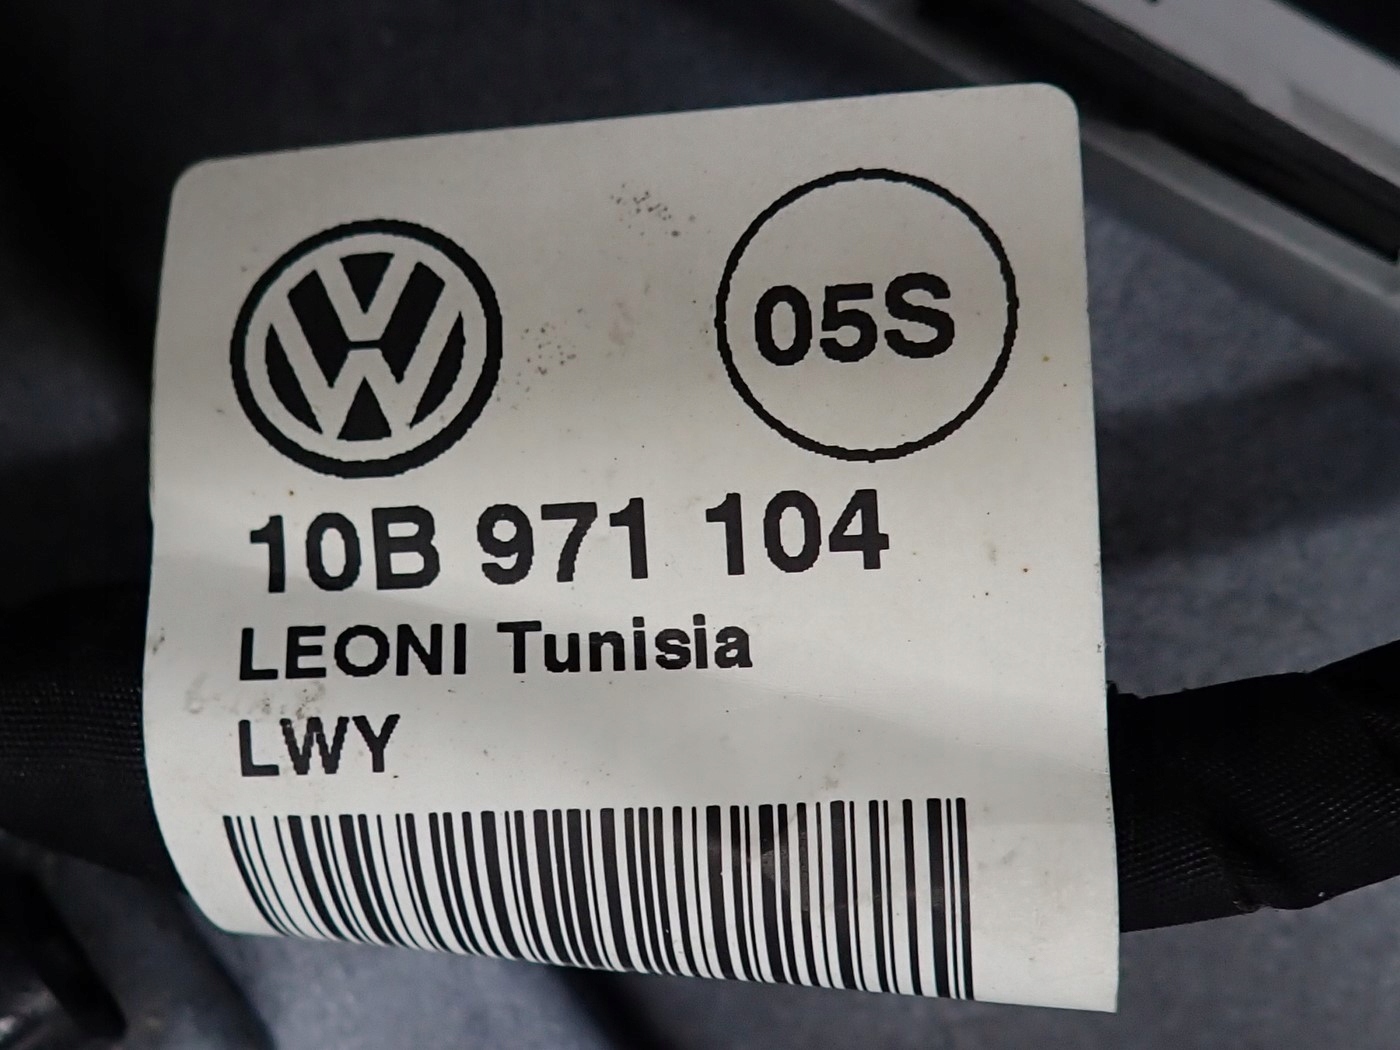 05S
10B 971 104
LEONI Tunisia
LWY